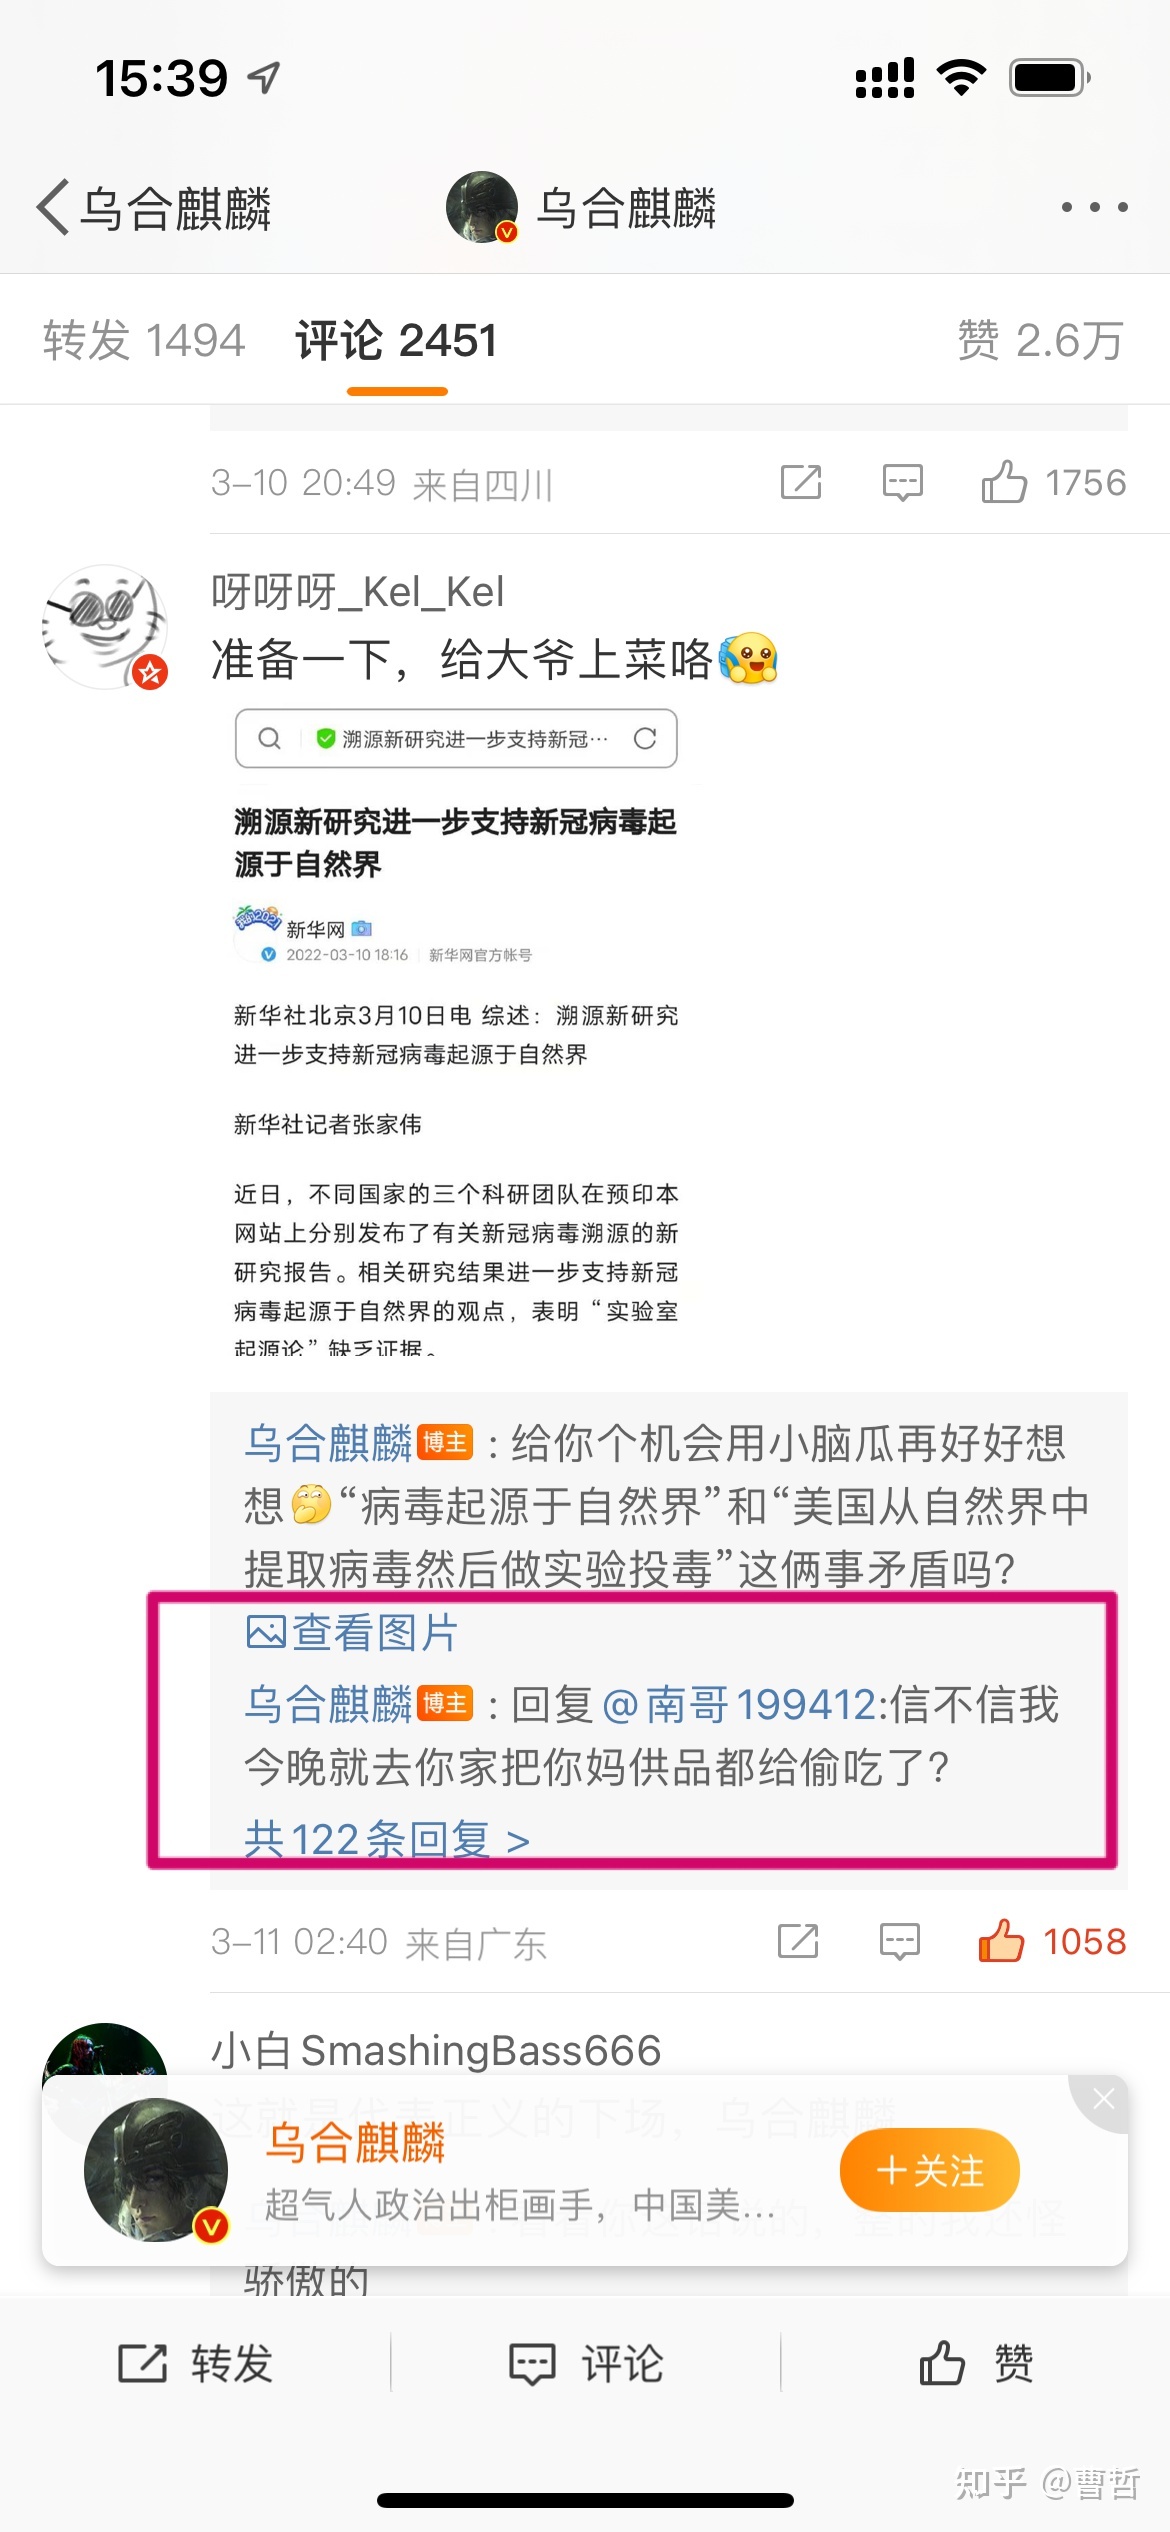 15:39
乌合麒麟
乌合麒麟
转发 1494 评论 2451 赞 2.6万
3-10 20:49 来自四川 1756
呀呀呀_Kel_Kel
准备一下，给大爷上菜咯
溯源新研究进一步支持新冠…
溯源新研究进一步支持新冠病毒起
源于自然界
新华网
2022-03-10 18:16 新华网官方帐号
新华社北京3月10日电 综述：溯源新研究
进一步支持新冠病毒起源于自然界
新华社记者张家伟
近日，不同国家的三个科研团队在预印本
网站上分别发布了有关新冠病毒溯源的新
研究报告。相关研究结果进一步支持新冠
病毒起源于自然界的观点，表明“实验室
起源论”缺乏证据。
乌合麒麟 博主：给你个机会用小脑瓜再好好想
想“病毒起源于自然界”和“美国从自然界中
提取病毒然后做实验投毒”这俩事矛盾吗？
查看图片
乌合麒麟 博主：回复@南哥199412:信不信我
今晚就去你家把你妈供品都给偷吃了？
共122条回复 >
3-11 02:40 来自广东 1058
小白SmashingBass666
这就是代表正义的下场，乌合麒麟
乌合麒麟
超气人政治出柜画手，中国美...
+关注
骄傲的
转发 评论 赞
知乎 @曹哲